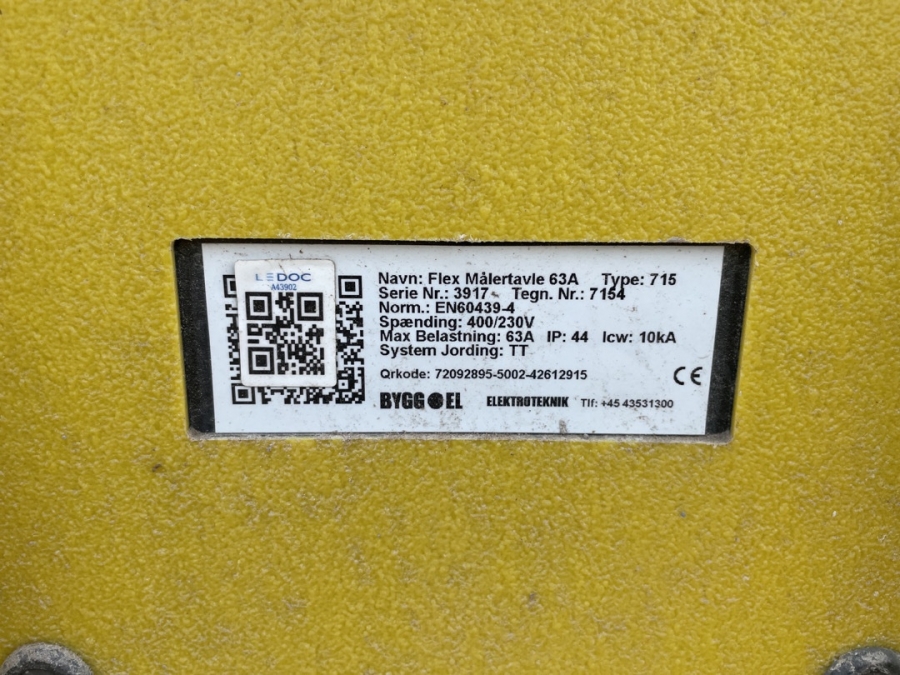 LEDOC
A43902
Navn: Flex Målertavle 63A Type: 715
Serie Nr.: 3917 Tegn. Nr.: 7154
Norm.: EN60439-4
Spænding: 400/230V
Max Belastning: 63A IP: 44 Icw: 10kA
System Jording: TT
Qrkode: 72092895-5002-42612915
CE
BYGG EL ELEKTROTEKNIK Tlf: +45 43531300